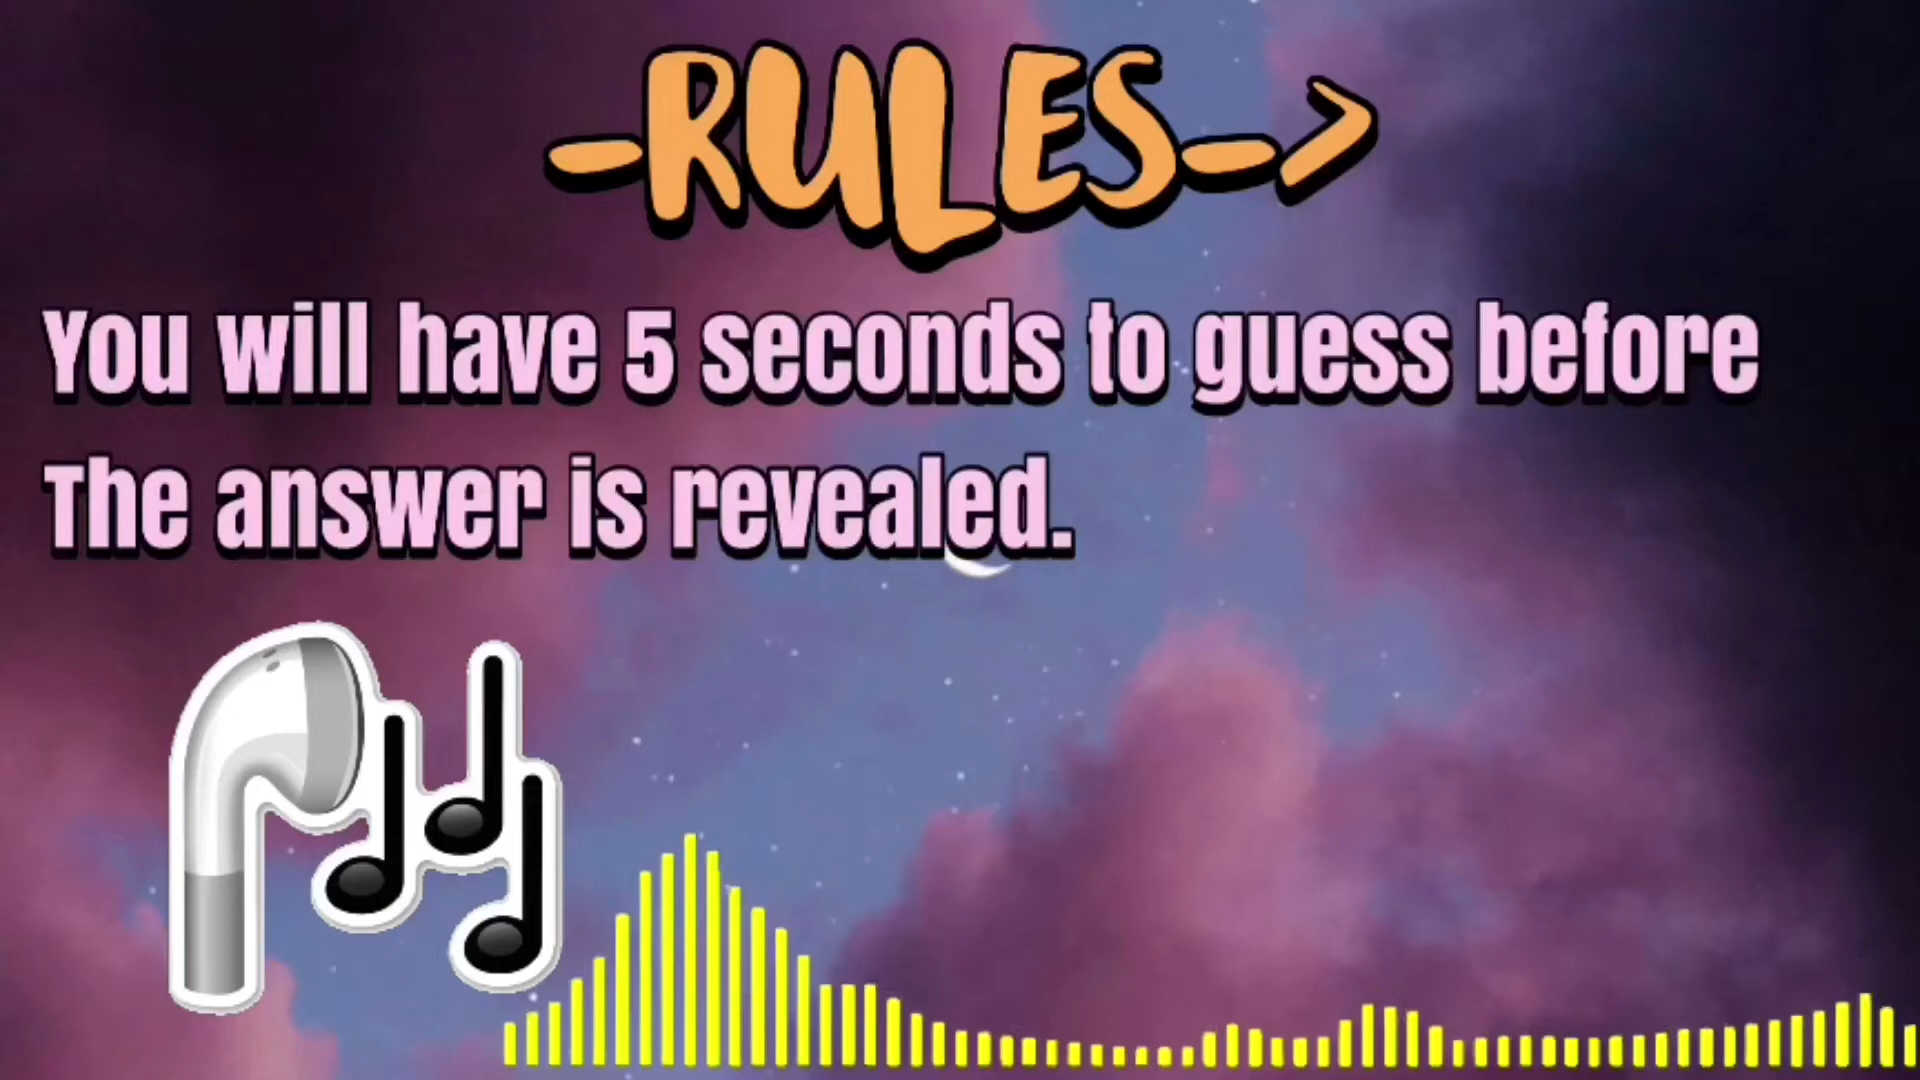 -RULES->
You will have 5 seconds to guess before
The answer is revealed.